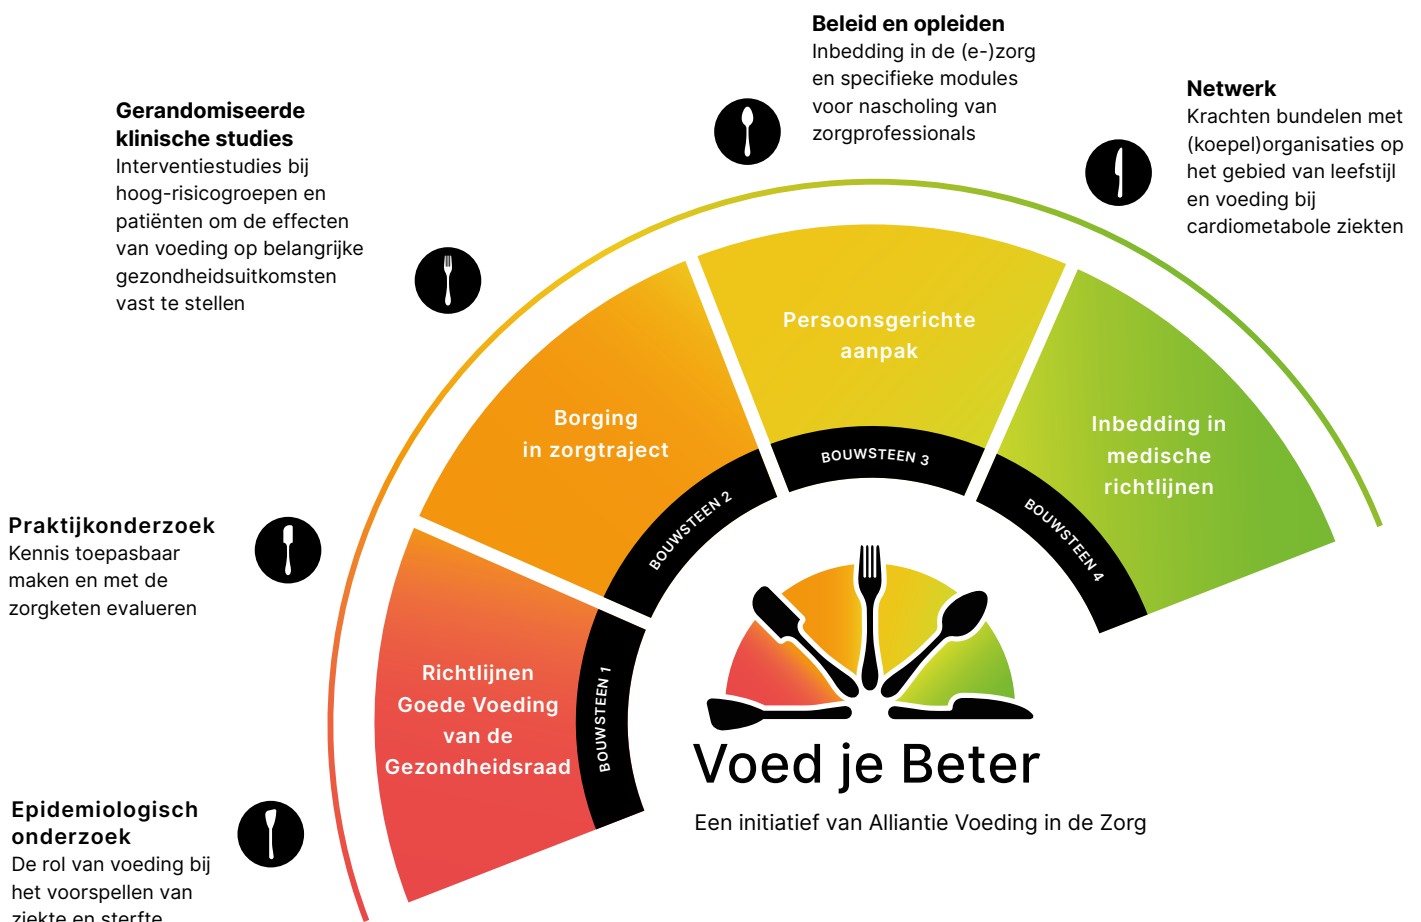 Beleid en opleiden
Inbedding in de (e-)zorg
en specifieke modules
voor nascholing van
zorgprofessionals
Netwerk
Krachten bundelen met
(koepel)organisaties op
het gebied van leefstijl
en voeding bij
cardiometabole ziekten
Gerandomiseerde
klinische studies
Interventiestudies bij
hoog-risicogroepen en
patiënten om de effecten
van voeding op belangrijke
gezondheidsuitkomsten
vast te stellen
Praktijkonderzoek
Kennis toepasbaar
maken en met de
zorgketen evalueren
Epidemiologisch
onderzoek
De rol van voeding bij
het voorspellen van
ziekte en sterfte
Richtlijnen
Goede Voeding
van de
Gezondheidsraad
BOUWSTEEN 1
Borging
in zorgtraject
BOUWSTEEN 2
Persoonsgerichte
aanpak
BOUWSTEEN 3
Inbedding in
medische
richtlijnen
BOUWSTEEN 4
Voed je Beter
Een initiatief van Alliantie Voeding in de Zorg